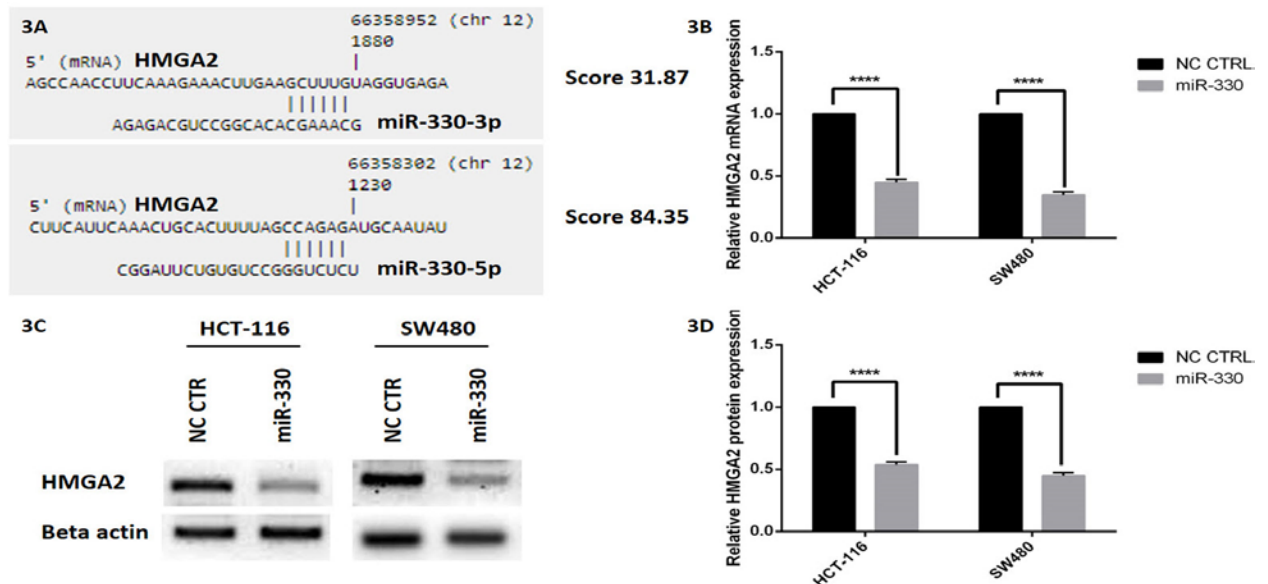 3A
66358952 (chr 12)
1880
5' (mRNA) HMGA2
AGCCAACCUUCAAAGAAACUUGAAGCUUUGUAGGUGAGA
AGAGACGUCCGGCACACGAAACG miR-330-3p
Score 31.87
66358302 (chr 12)
1230
5' (mRNA) HMGA2
CUUCAUUCAAACUGCACUUUUAGCCAGAGAUGCAAUAU
CGGAUUCUGUGUCCGGGUCUCU miR-330-5p
Score 84.35
3B
Relative HMGA2 mRNA expression
1.5
1.0
0.5
0.0
****
****
HCT-116
SW480
NC CTRL.
miR-330
3C
HCT-116 SW480
NC CTR miR-330 NC CTR miR-330
HMGA2
Beta actin
3D
Relative HMGA2 protein expression
1.5
1.0
0.5
0.0
****
****
HCT-116
SW480
NC CTRL.
miR-330